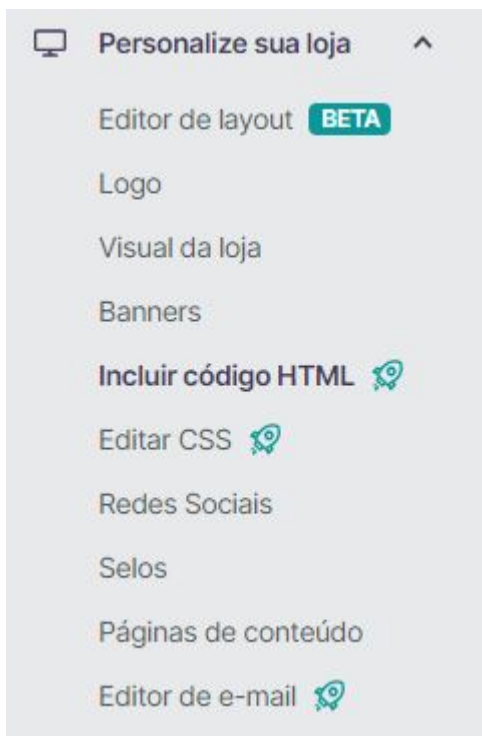 Personalize sua loja
Editor de layout BETA
Logo
Visual da loja
Banners
Incluir código HTML
Editar CSS
Redes Sociais
Selos
Páginas de conteúdo
Editor de e-mail